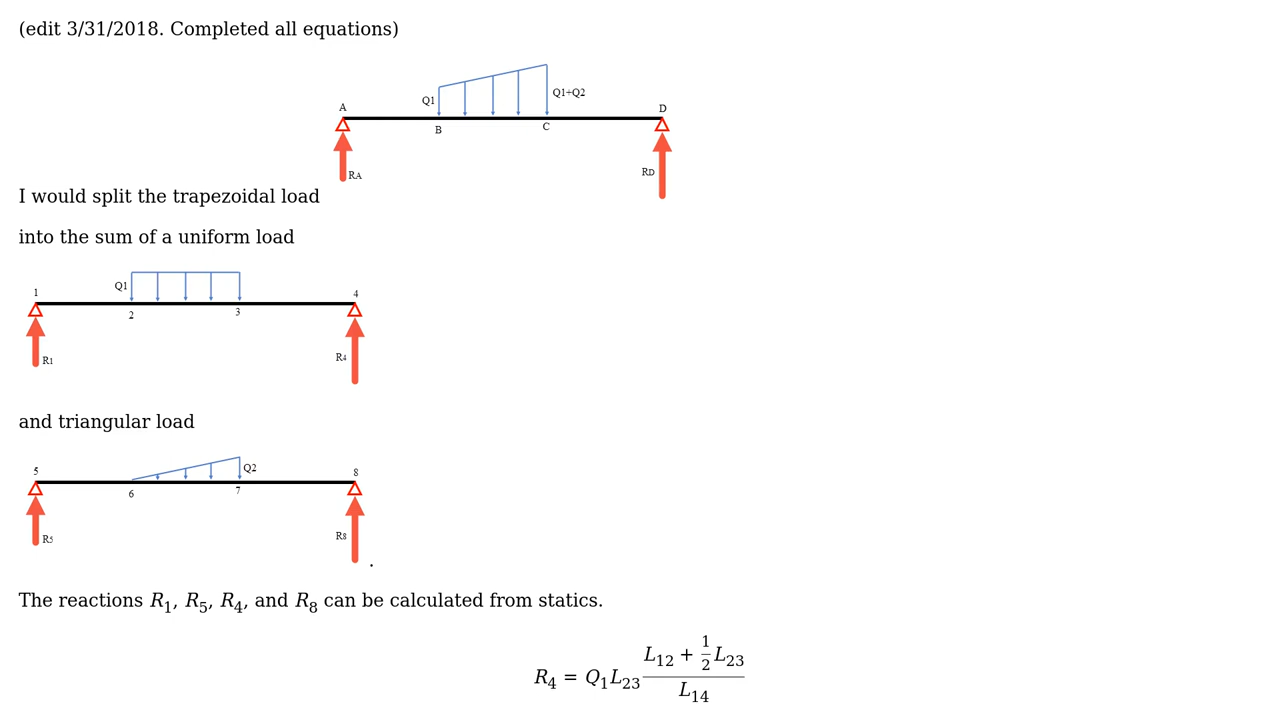 (edit 3/31/2018. Completed all equations)
Q1 Q1+Q2
A D
B C
RA RD
I would split the trapezoidal load
into the sum of a uniform load
Q1
1 4
2 3
R1 R4
and triangular load
Q2
5 8
6 7
R5 R8 .
The reactions R₁, R₅, R₄, and R₈ can be calculated from statics.
R₄ = Q₁L₂₃ (L₁₂ + ½L₂₃) / L₁₄